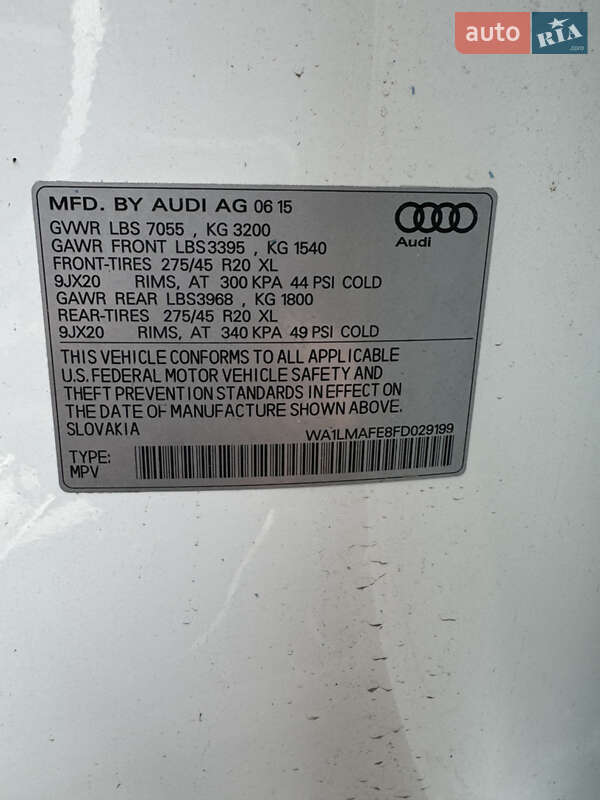 auto RIA .com
MFD. BY AUDI AG 06 15
Audi
GVWR LBS 7055 , KG 3200
GAWR FRONT LBS3395 , KG 1540
FRONT-TIRES 275/45 R20 XL
9JX20 RIMS, AT 300 KPA 44 PSI COLD
GAWR REAR LBS3968 , KG 1800
REAR-TIRES 275/45 R20 XL
9JX20 RIMS, AT 340 KPA 49 PSI COLD
THIS VEHICLE CONFORMS TO ALL APPLICABLE
U.S. FEDERAL MOTOR VEHICLE SAFETY AND
THEFT PREVENTION STANDARDS IN EFFECT ON
THE DATE OF MANUFACTURE SHOWN ABOVE.
SLOVAKIA
WA1LMAFE8FD029199
TYPE:
MPV